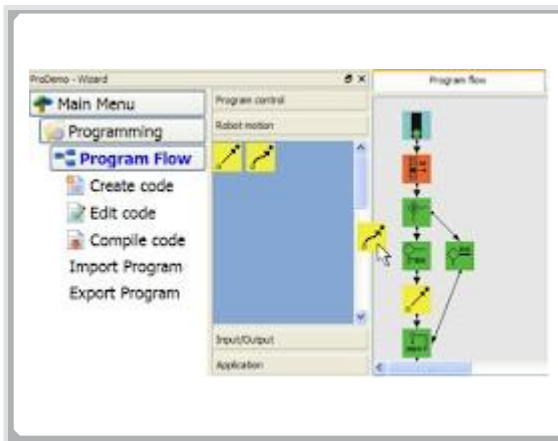 ProDemo - Wizard
Main Menu
Programming
Program Flow
Create code
Edit code
Compile code
Import Program
Export Program
Program control
Robot motion
Input/Output
Application
Program flow